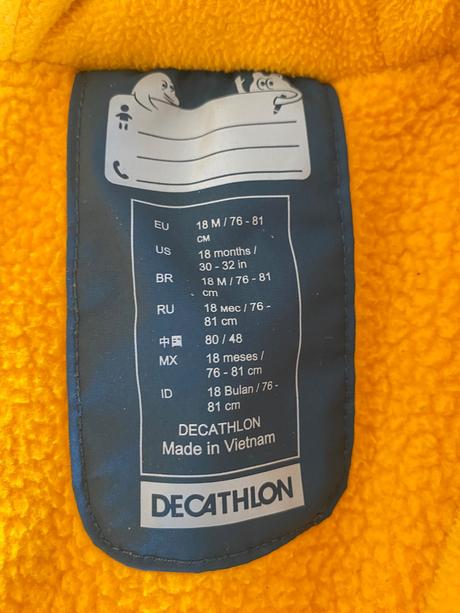 EU 18 M / 76 - 81
CM
US 18 months /
30 - 32 in
BR 18 M / 76 - 81
cm
RU 18 мес / 76 -
81 cm
中国 80 / 48
MX 18 meses /
76 - 81 cm
ID 18 Bulan / 76 -
81 cm
DECATHLON
Made in Vietnam
DECATHLON